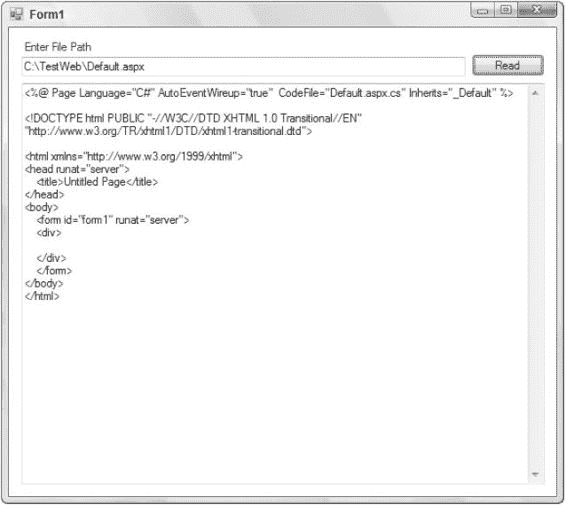 Form1
Enter File Path
C:\TestWeb\Default.aspx
Read
<%@ Page Language="C#" AutoEventWireup="true"  CodeFile="Default.aspx.cs" Inherits="_Default" %>
<!DOCTYPE html PUBLIC "-//W3C//DTD XHTML 1.0 Transitional//EN"
"http://www.w3.org/TR/xhtml1/DTD/xhtml1-transitional.dtd">
<html xmlns="http://www.w3.org/1999/xhtml">
<head runat="server">
    <title>Untitled Page</title>
</head>
<body>
    <form id="form1" runat="server">
    <div>
    </div>
    </form>
</body>
</html>